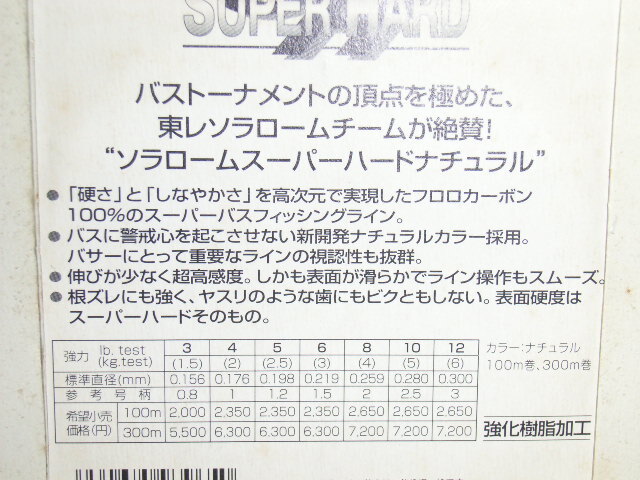 SUPER HARD
バストーナメントの頂点を極めた、
東レソラロームチームが絶賛!
"ソラロームスーパーハードナチュラル"
●「硬さ」と「しなやかさ」を高次元で実現したフロロカーボン
100%のスーパーバスフィッシングライン。
●バスに警戒心を起こさせない新開発ナチュラルカラー採用。
バサーにとって重要なラインの視認性も抜群。
●伸びが少なく超高感度。しかも表面が滑らかでライン操作もスムーズ。
●根ズレにも強く、ヤスリのような歯にもビクともしない。表面硬度は
スーパーハードそのもの。
強力 lb. test (kg.test) 3 (1.5) 4 (2) 5 (2.5) 6 (3) 8 (4) 10 (5) 12 (6)
標準直径(mm) 0.156 0.176 0.198 0.219 0.259 0.280 0.300
参考号柄 0.8 1 1.2 1.5 2 2.5 3
希望小売価格(円) 100m 2,000 2,350 2,350 2,350 2,650 2,650 2,650
300m 5,500 6,300 6,300 6,300 7,200 7,200 7,200
カラー:ナチュラル
100m巻、300m巻
強化樹脂加工